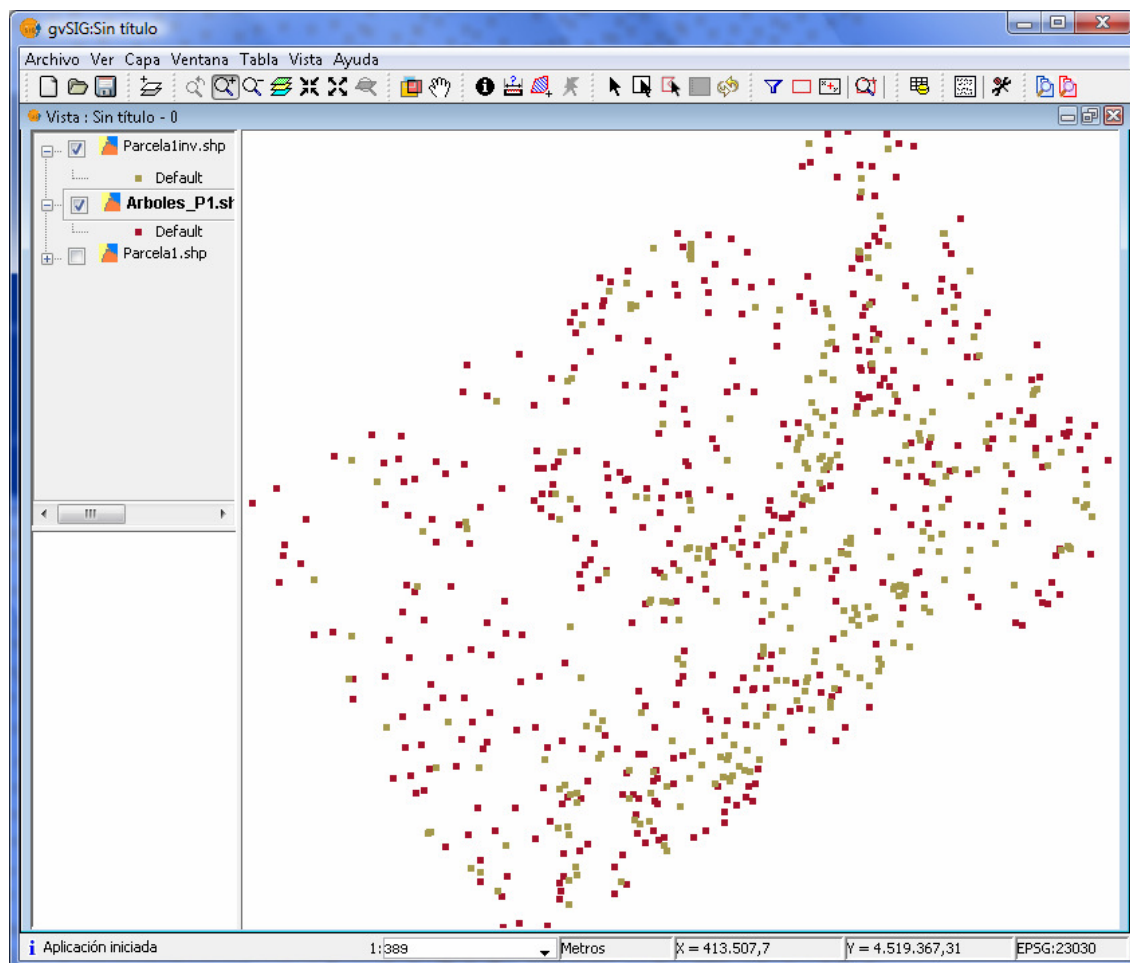 gvSIG:Sin título
Archivo Ver Capa Ventana Tabla Vista Ayuda
Vista : Sin título - 0
Parcela1inv.shp
Default
Arboles_P1.sh
Default
Parcela1.shp
Aplicación iniciada
1:389
Metros
X = 413.507,7
Y = 4.519.367,31
EPSG:23030